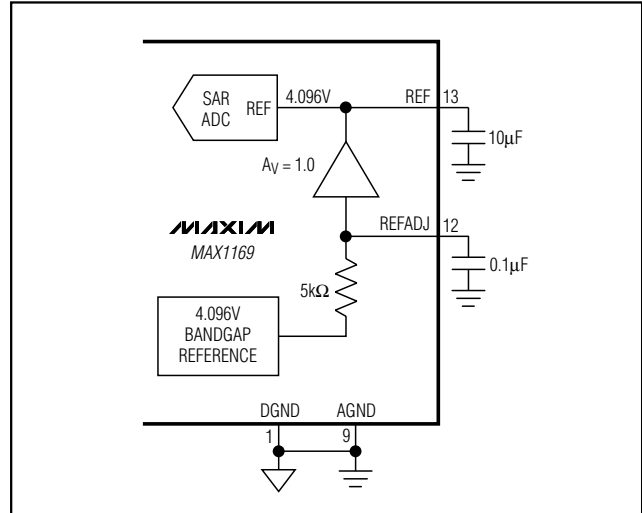 SAR
ADC
REF
4.096V
REF
13
10µF
AV = 1.0
MAXIM
MAX1169
REFADJ
12
0.1µF
5kΩ
4.096V
BANDGAP
REFERENCE
DGND
AGND
1
9